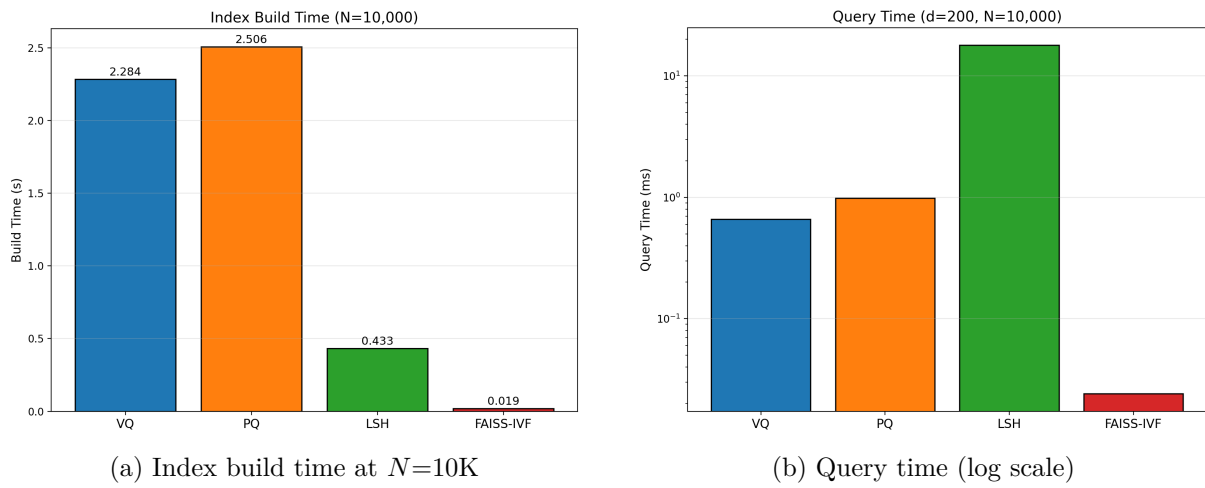 Index Build Time (N=10,000)
Build Time (s)
2.5
2.0
1.5
1.0
0.5
0.0
2.284
2.506
0.433
0.019
VQ
PQ
LSH
FAISS-IVF
(a) Index build time at N=10K
Query Time (d=200, N=10,000)
Query Time (ms)
10¹
10⁰
10⁻¹
VQ
PQ
LSH
FAISS-IVF
(b) Query time (log scale)